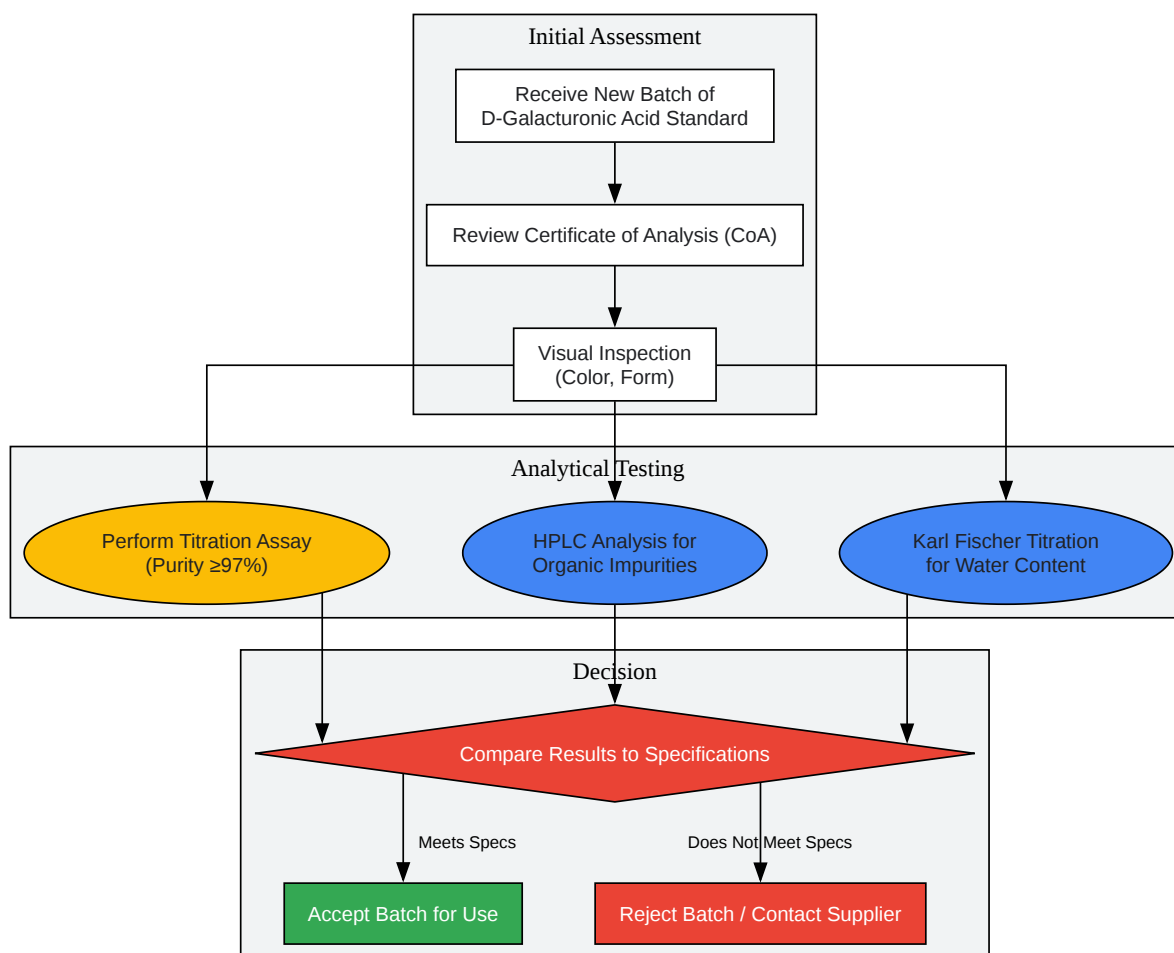 Initial Assessment
Receive New Batch of
D-Galacturonic Acid Standard
Review Certificate of Analysis (CoA)
Visual Inspection
(Color, Form)
Analytical Testing
Perform Titration Assay
(Purity ≥97%)
HPLC Analysis for
Organic Impurities
Karl Fischer Titration
for Water Content
Decision
Compare Results to Specifications
Meets Specs
Does Not Meet Specs
Accept Batch for Use
Reject Batch / Contact Supplier